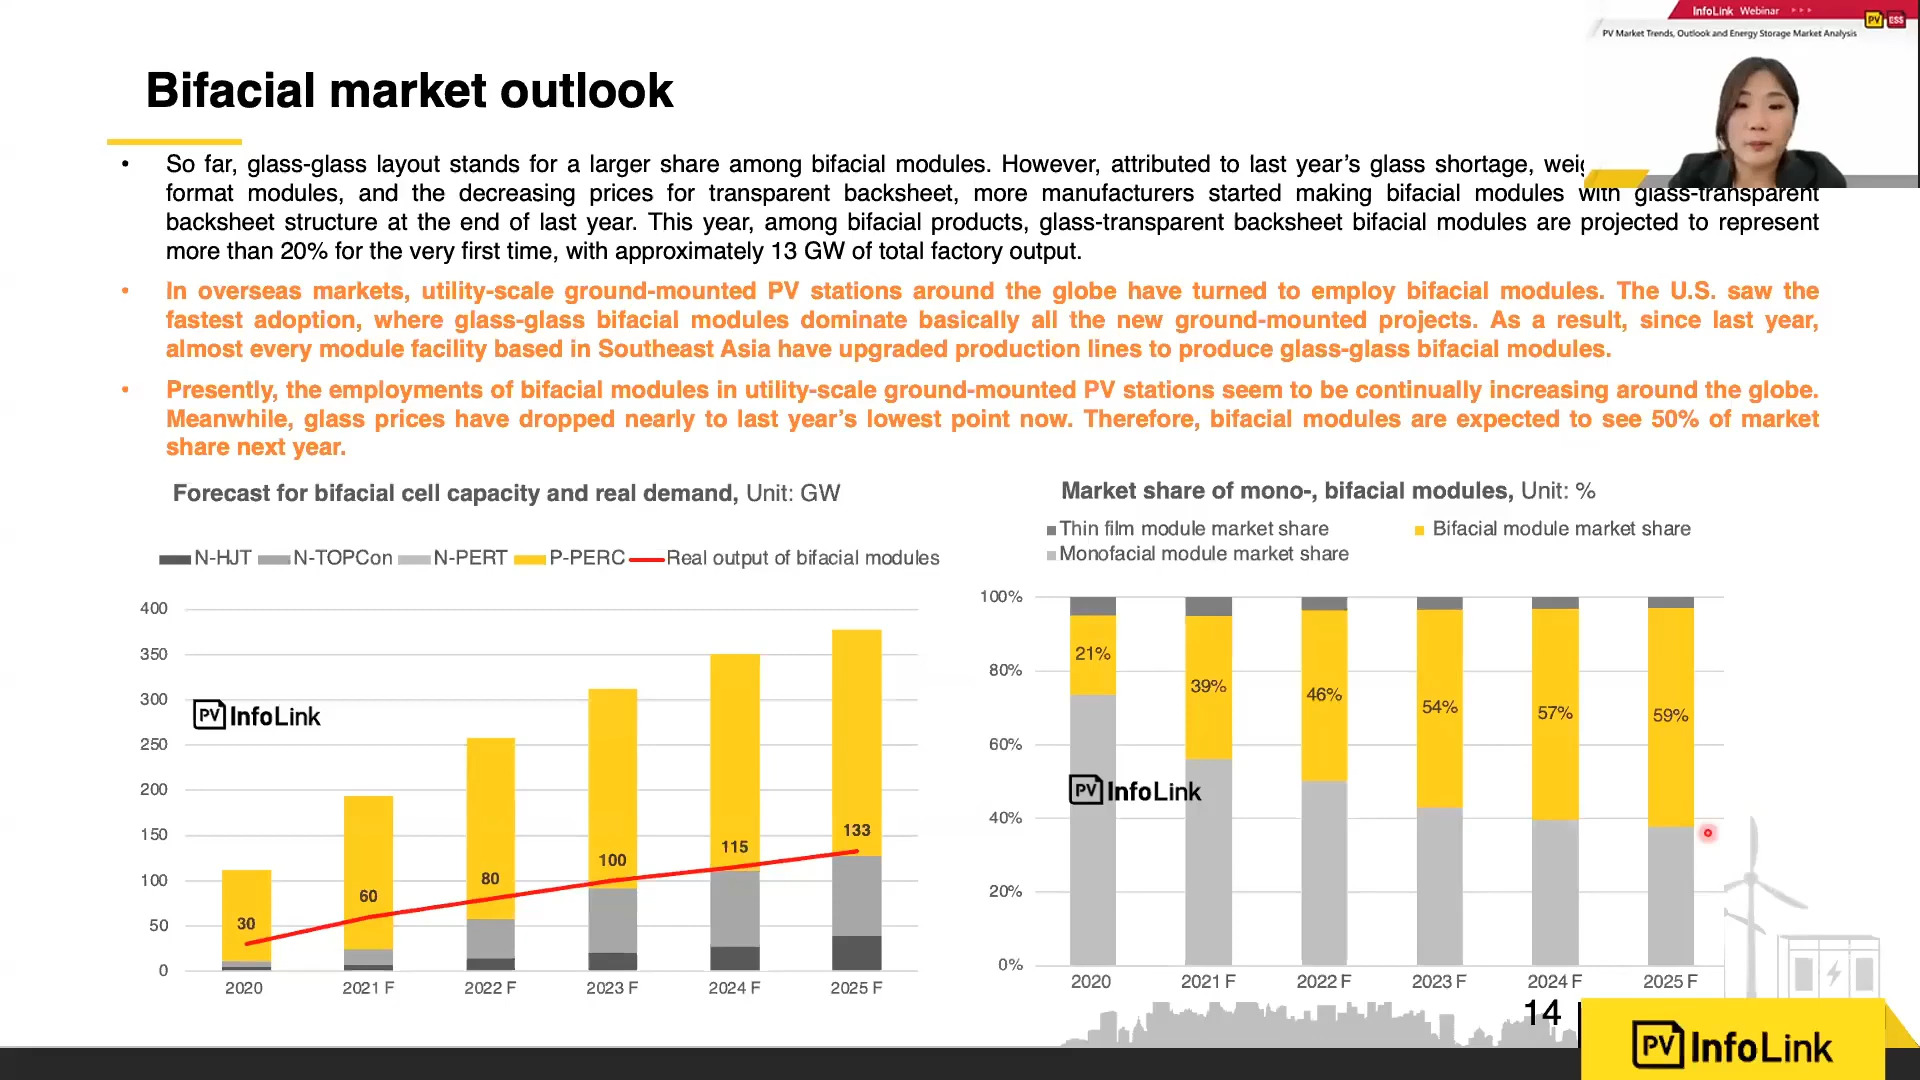 InfoLink Webinar
PV ESS
PV Market Trends, Outlook and Energy Storage Market Analysis
Bifacial market outlook
• So far, glass-glass layout stands for a larger share among bifacial modules. However, attributed to last year’s glass shortage,
format modules, and the decreasing prices for transparent backsheet, more manufacturers started making bifacial modules with glass-transparent
backsheet structure at the end of last year. This year, among bifacial products, glass-transparent backsheet bifacial modules are projected to represent
more than 20% for the very first time, with approximately 13 GW of total factory output.
• In overseas markets, utility-scale ground-mounted PV stations around the globe have turned to employ bifacial modules. The U.S. saw the
fastest adoption, where glass-glass bifacial modules dominate basically all the new ground-mounted projects. As a result, since last year,
almost every module facility based in Southeast Asia have upgraded production lines to produce glass-glass bifacial modules.
• Presently, the employments of bifacial modules in utility-scale ground-mounted PV stations seem to be continually increasing around the globe.
Meanwhile, glass prices have dropped nearly to last year’s lowest point now. Therefore, bifacial modules are expected to see 50% of market
share next year.
Forecast for bifacial cell capacity and real demand, Unit: GW
N-HJT N-TOPCon N-PERT P-PERC Real output of bifacial modules
400
350
300
250
200
150
100
50
0
PV InfoLink
30
60
80
100
115
133
2020 2021 F 2022 F 2023 F 2024 F 2025 F
Market share of mono-, bifacial modules, Unit: %
Thin film module market share Bifacial module market share
Monofacial module market share
100%
80%
60%
40%
20%
0%
21%
39%
46%
54%
57%
59%
PV InfoLink
2020 2021 F 2022 F 2023 F 2024 F 2025 F
14
PV InfoLink